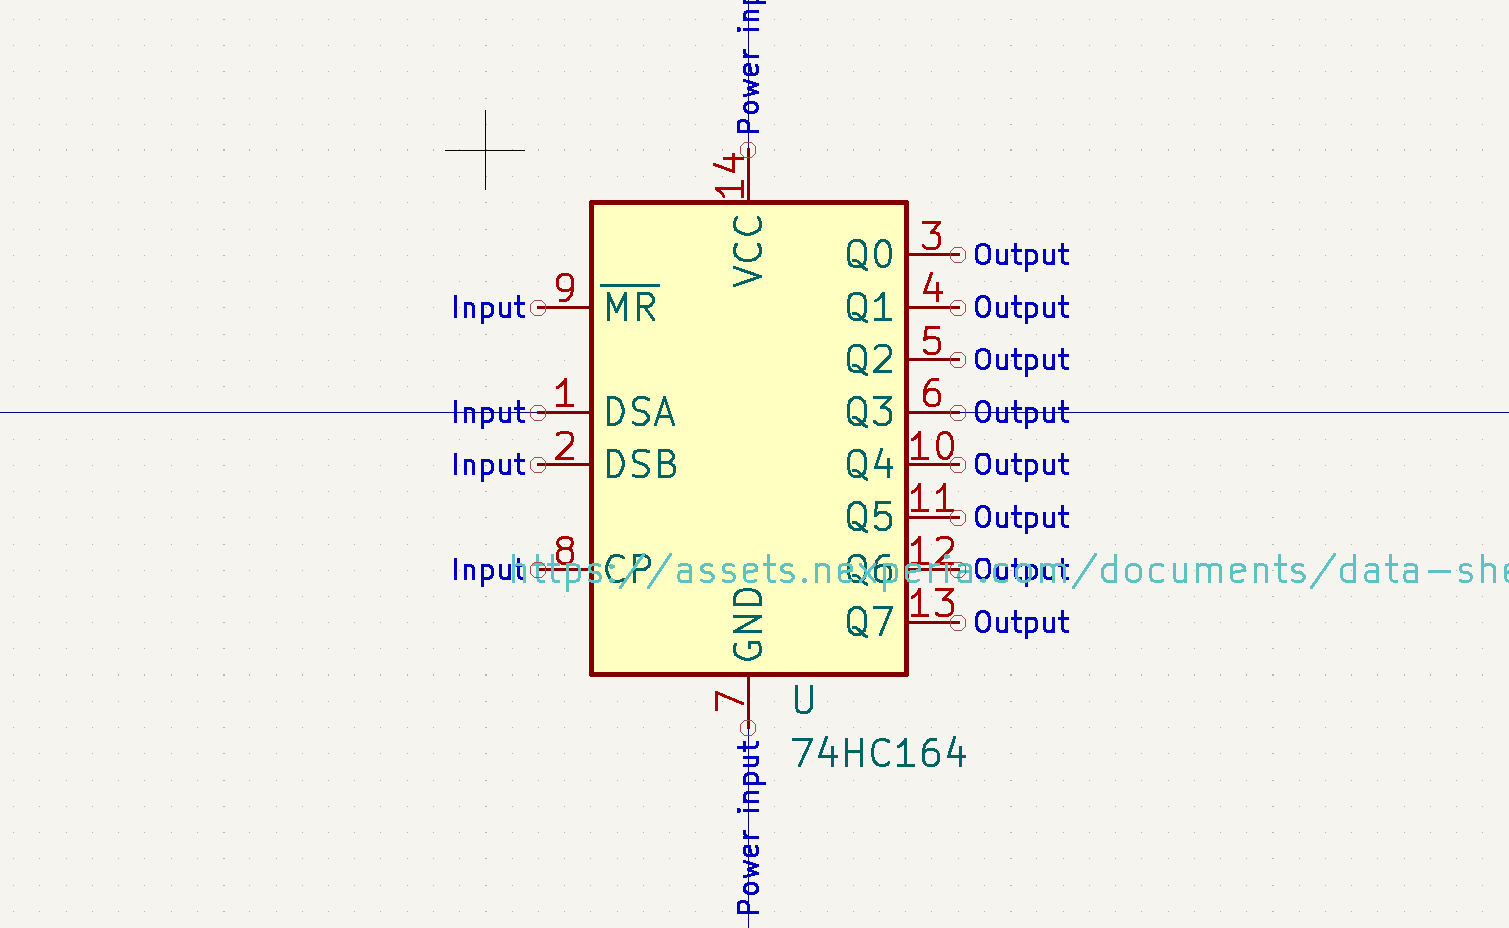 Power inp
14
VCC
Q0 3 Output
Input 9 MR Q1 4 Output
Q2 5 Output
Input 1 DSA Q3 6 Output
Input 2 DSB Q4 10 Output
Q5 11 Output
Input 8 CP Q6 12 Output
https://assets.nexperia.com/documents/data-she
Q7 13 Output
GND
7
U
74HC164
Power input